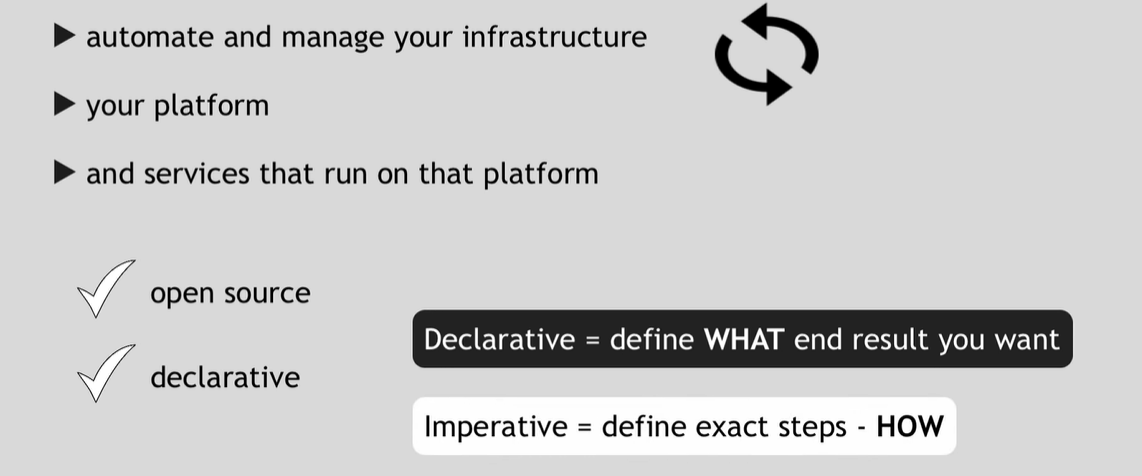 automate and manage your infrastructure
your platform
and services that run on that platform
open source
Declarative = define WHAT end result you want
declarative
Imperative = define exact steps - HOW